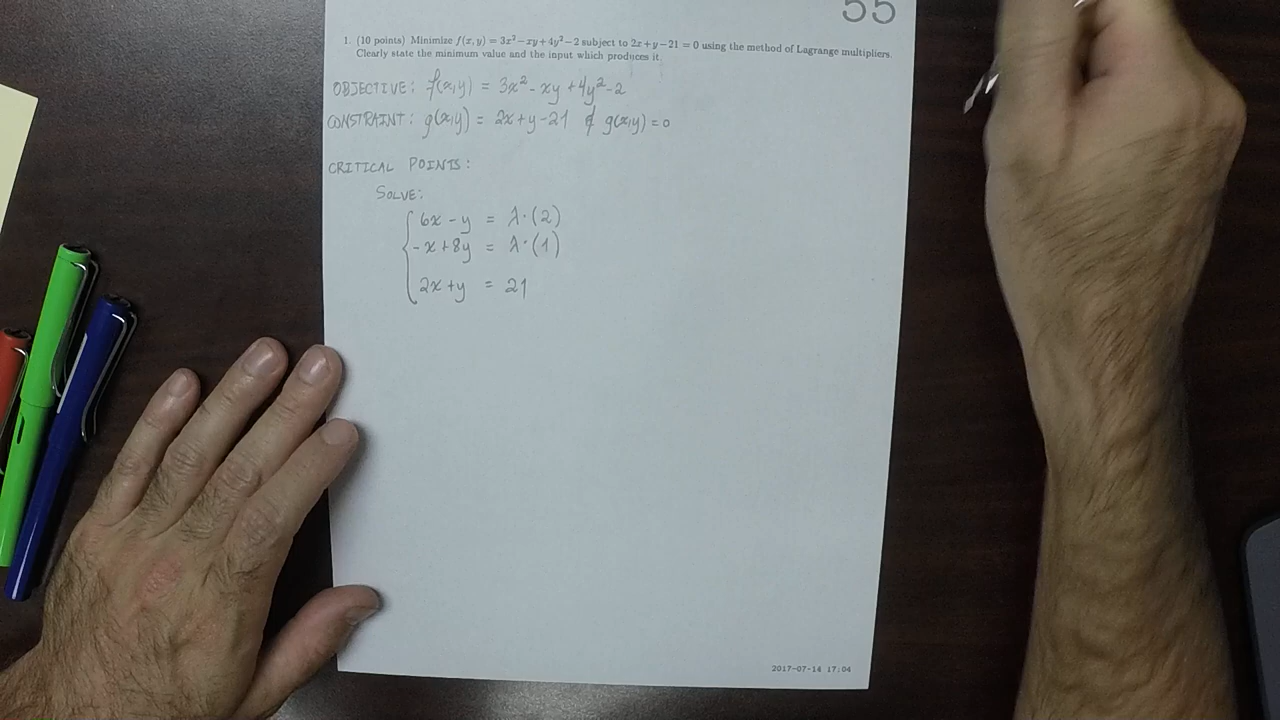 55
1. (10 points) Minimize f(x, y) = 3x² − xy + 4y² − 2 subject to 2x + y − 21 = 0 using the method of Lagrange multipliers.
Clearly state the minimum value and the input which produces it.
OBJECTIVE: f(x,y) = 3x² - xy + 4y² - 2
CONSTRAINT: g(x,y) = 2x + y - 21 & g(x,y) = 0
CRITICAL POINTS:
SOLVE:
6x - y = λ·(2)
-x + 8y = λ·(1)
2x + y = 21
2017-07-14 17:04